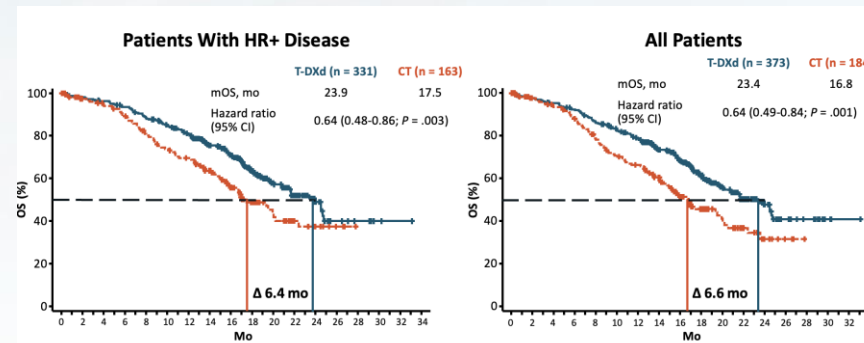 Patients With HR+ Disease
T-DXd (n = 331) CT (n = 163)
mOS, mo 23.9 17.5
Hazard ratio
(95% CI) 0.64 (0.48-0.86; P = .003)
OS (%)
100
80
60
40
20
0
Δ 6.4 mo
0 2 4 6 8 10 12 14 16 18 20 22 24 26 28 30 32 34
Mo
All Patients
T-DXd (n = 373) CT (n = 184
mOS, mo 23.4 16.8
Hazard ratio
(95% CI) 0.64 (0.49-0.84; P = .001)
OS (%)
100
80
60
40
20
0
Δ 6.6 mo
0 2 4 6 8 10 12 14 16 18 20 22 24 26 28 30 32
Mo